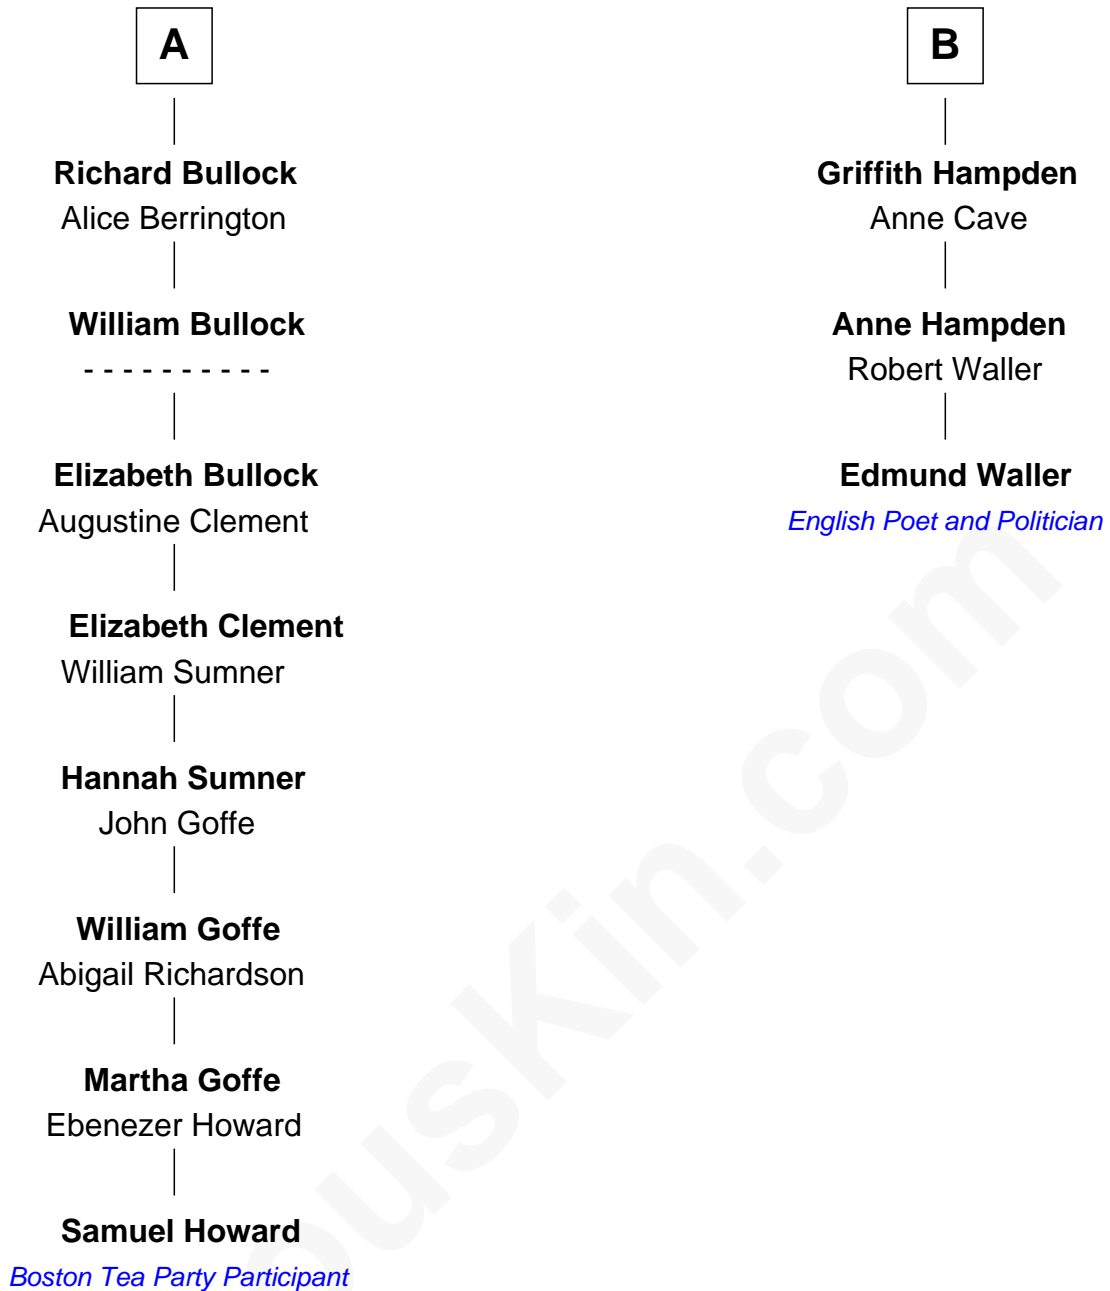 A
Richard Bullock
Alice Berrington
William Bullock
- - - - - - - - - -
Elizabeth Bullock
Augustine Clement
Elizabeth Clement
William Sumner
Hannah Sumner
John Goffe
William Goffe
Abigail Richardson
Martha Goffe
Ebenezer Howard
Samuel Howard
Boston Tea Party Participant
B
Griffith Hampden
Anne Cave
Anne Hampden
Robert Waller
Edmund Waller
English Poet and Politician
ousKin.com